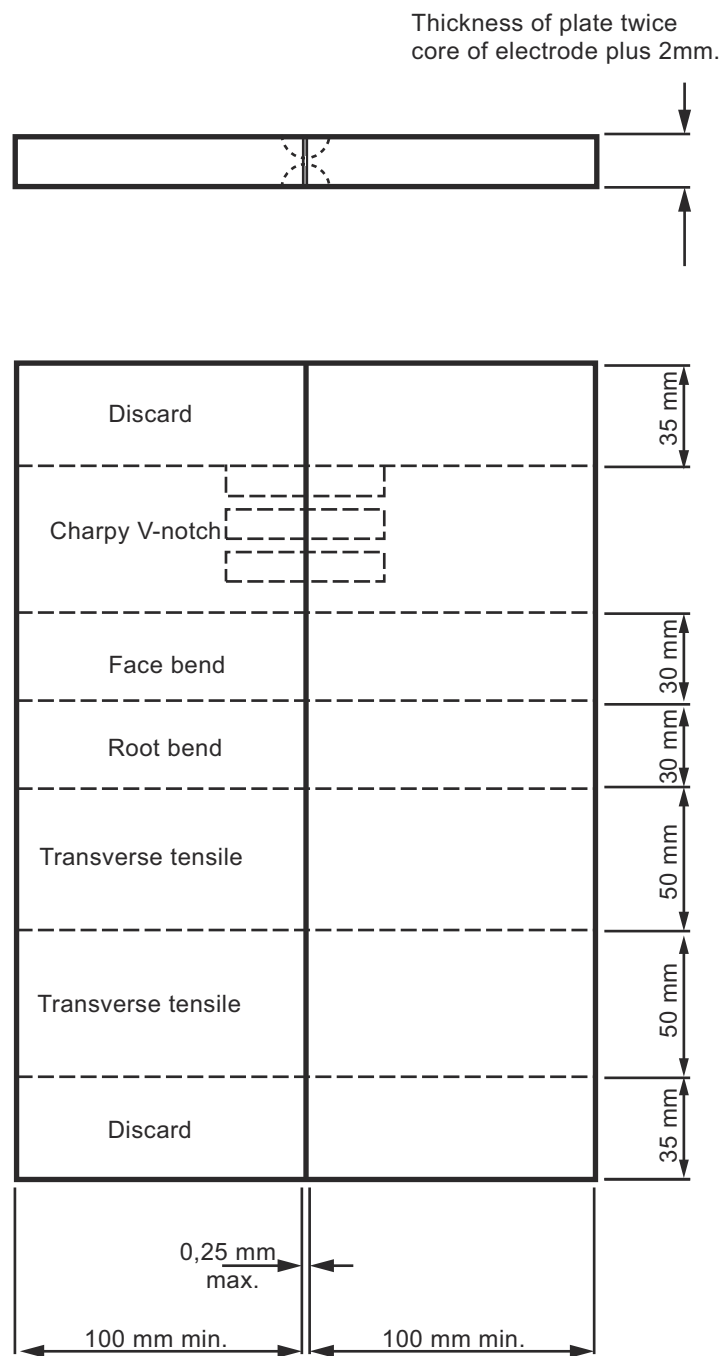 Thickness of plate twice
core of electrode plus 2mm.
Discard
35 mm
Charpy V-notch
Face bend
30 mm
Root bend
30 mm
Transverse tensile
50 mm
Transverse tensile
50 mm
Discard
35 mm
0,25 mm
max.
100 mm min.
100 mm min.